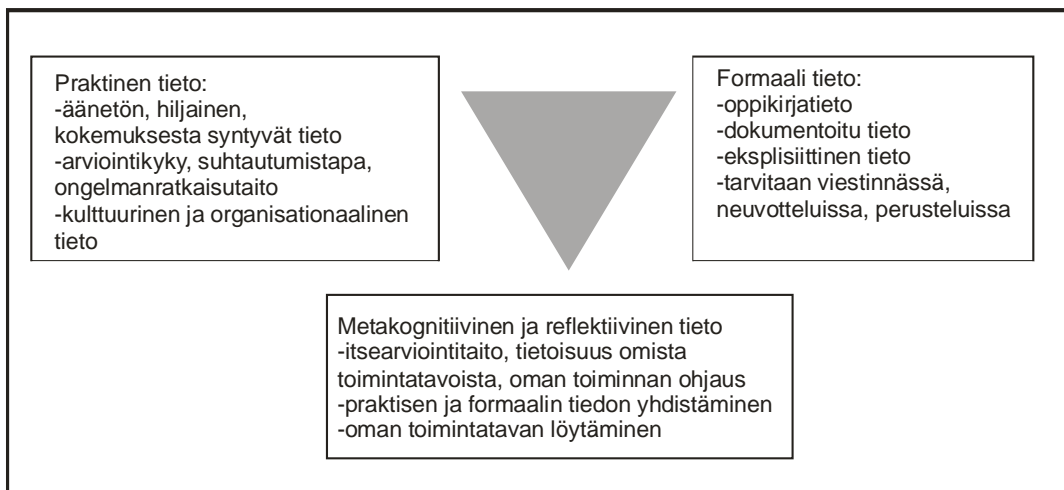 Praktinen tieto:
-äänetön, hiljainen,
kokemuksesta syntyvät tieto
-arviointikyky, suhtautumistapa,
ongelmanratkaisutaito
-kulttuurinen ja organisationaalinen
tieto
Formaali tieto:
-oppikirjatieto
-dokumentoitu tieto
-eksplisiittinen tieto
-tarvitaan viestinnässä,
neuvotteluissa, perusteluissa
Metakognitiivinen ja reflektiivinen tieto
-itsearviointitaito, tietoisuus omista
toimintatavoista, oman toiminnan ohjaus
-praktisen ja formaalin tiedon yhdistäminen
-oman toimintatavan löytäminen